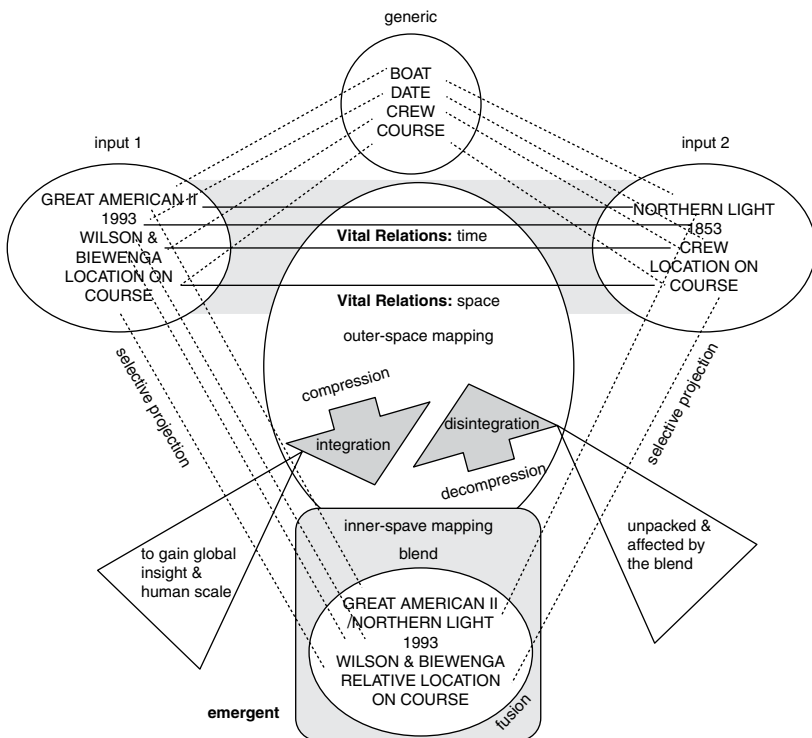 generic
BOAT
DATE
CREW
COURSE
input 1
input 2
GREAT AMERICAN II
1993
WILSON &
BIEWENGA
LOCATION ON
COURSE
NORTHERN LIGHT
1853
CREW
LOCATION ON
COURSE
Vital Relations: time
Vital Relations: space
outer-space mapping
selective projection
selective projection
compression
integration
disintegration
decompression
to gain global
insight &
human scale
unpacked &
affected by
the blend
inner-spave mapping
blend
GREAT AMERICAN II
/NORTHERN LIGHT
1993
WILSON & BIEWENGA
RELATIVE LOCATION
ON COURSE
emergent
fusion